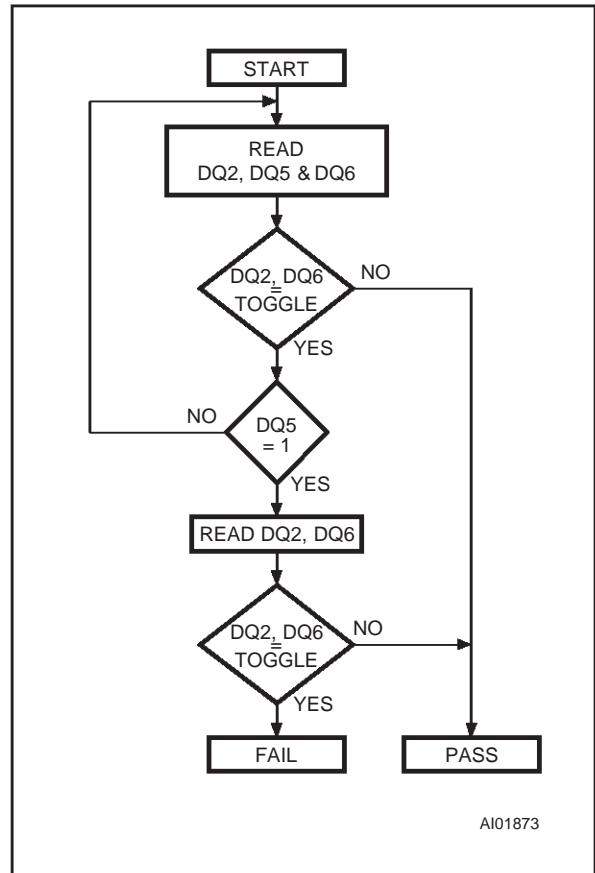 START
READ
DQ2, DQ5 & DQ6
DQ2, DQ6
=
TOGGLE
NO
YES
NO
DQ5
= 1
YES
READ DQ2, DQ6
DQ2, DQ6
=
TOGGLE
NO
YES
FAIL
PASS
AI01873